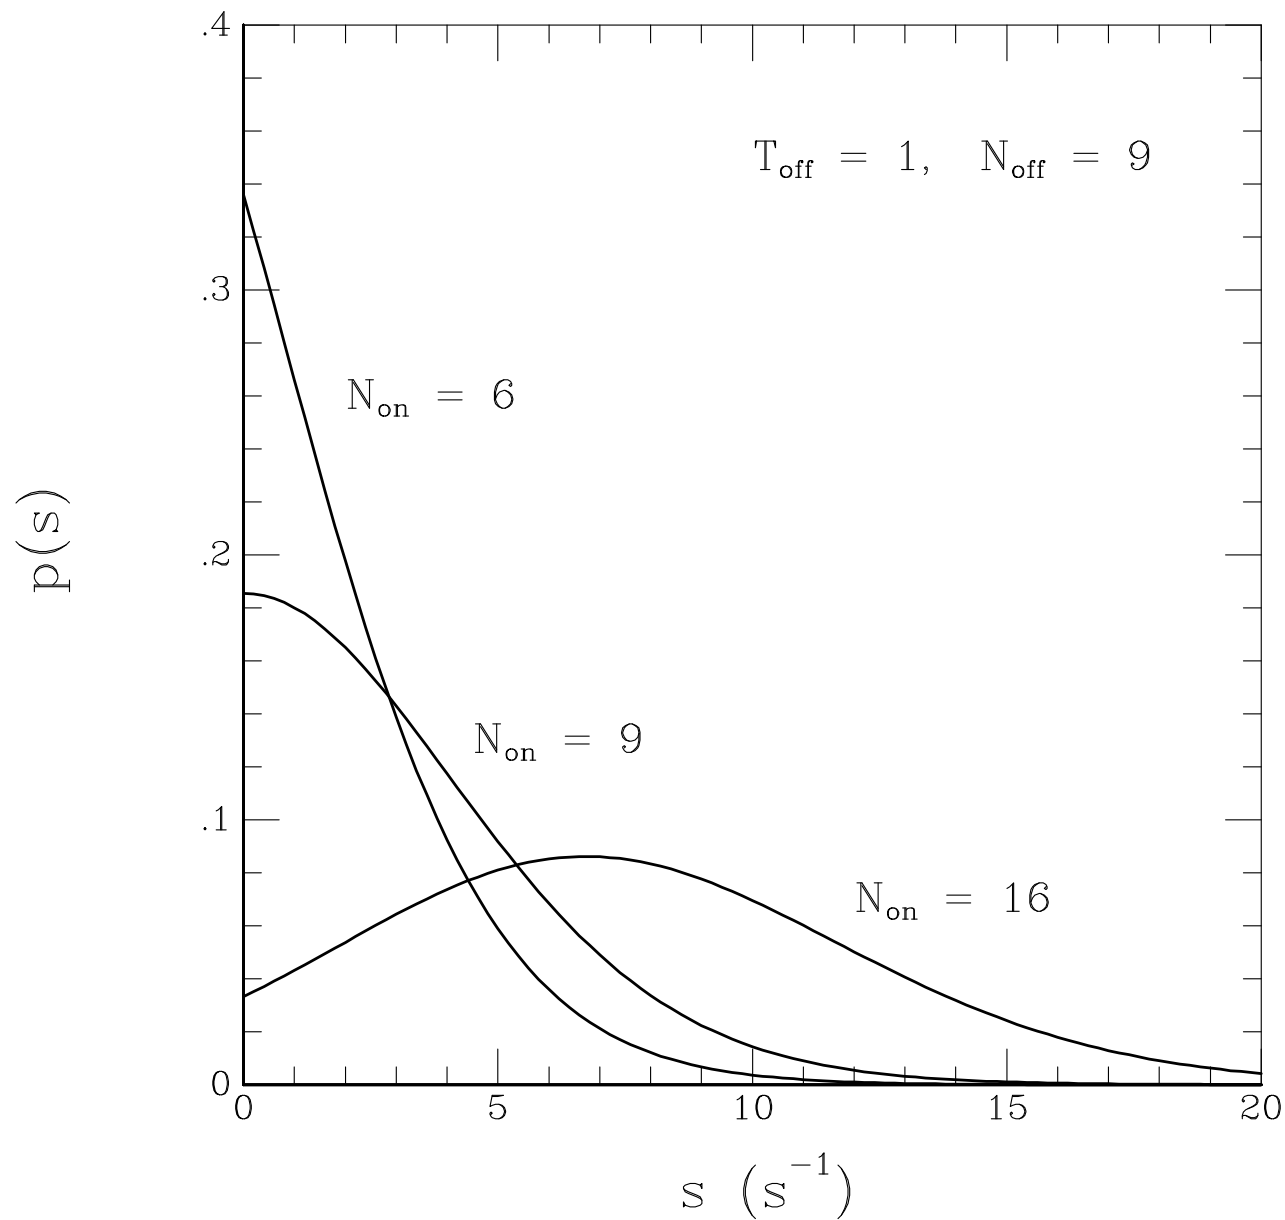 .4
T_off = 1, N_off = 9
.3
N_on = 6
p(s)
.2
N_on = 9
.1
N_on = 16
0
0 5 10 15 20
s (s^-1)